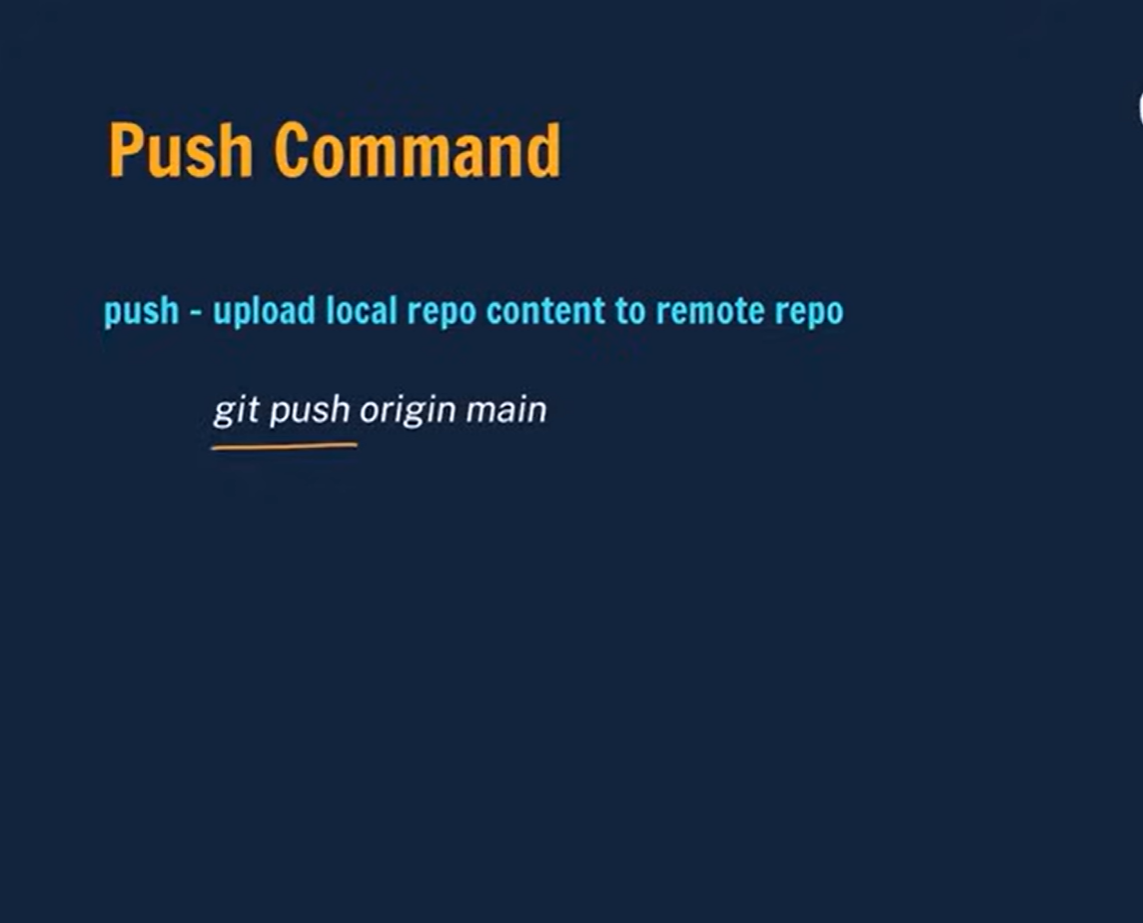 Push Command
push - upload local repo content to remote repo
git push origin main